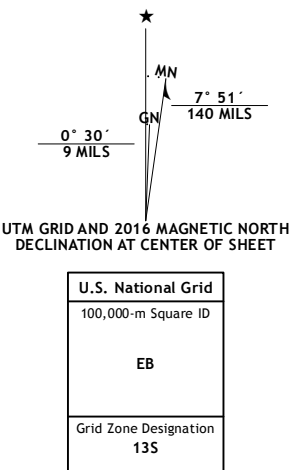 ★
MN
7° 51´
140 MILS
GN
0° 30´
9 MILS
UTM GRID AND 2016 MAGNETIC NORTH
DECLINATION AT CENTER OF SHEET
U.S. National Grid
100,000-m Square ID
EB
Grid Zone Designation
13S